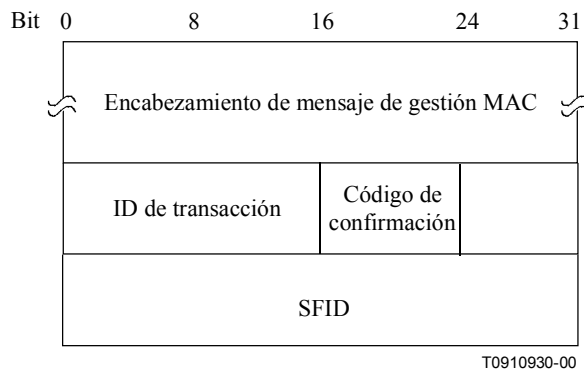 Bit 0 8 16 24 31
Encabezamiento de mensaje de gestión MAC
ID de transacción
Código de
confirmación
SFID
T0910930-00